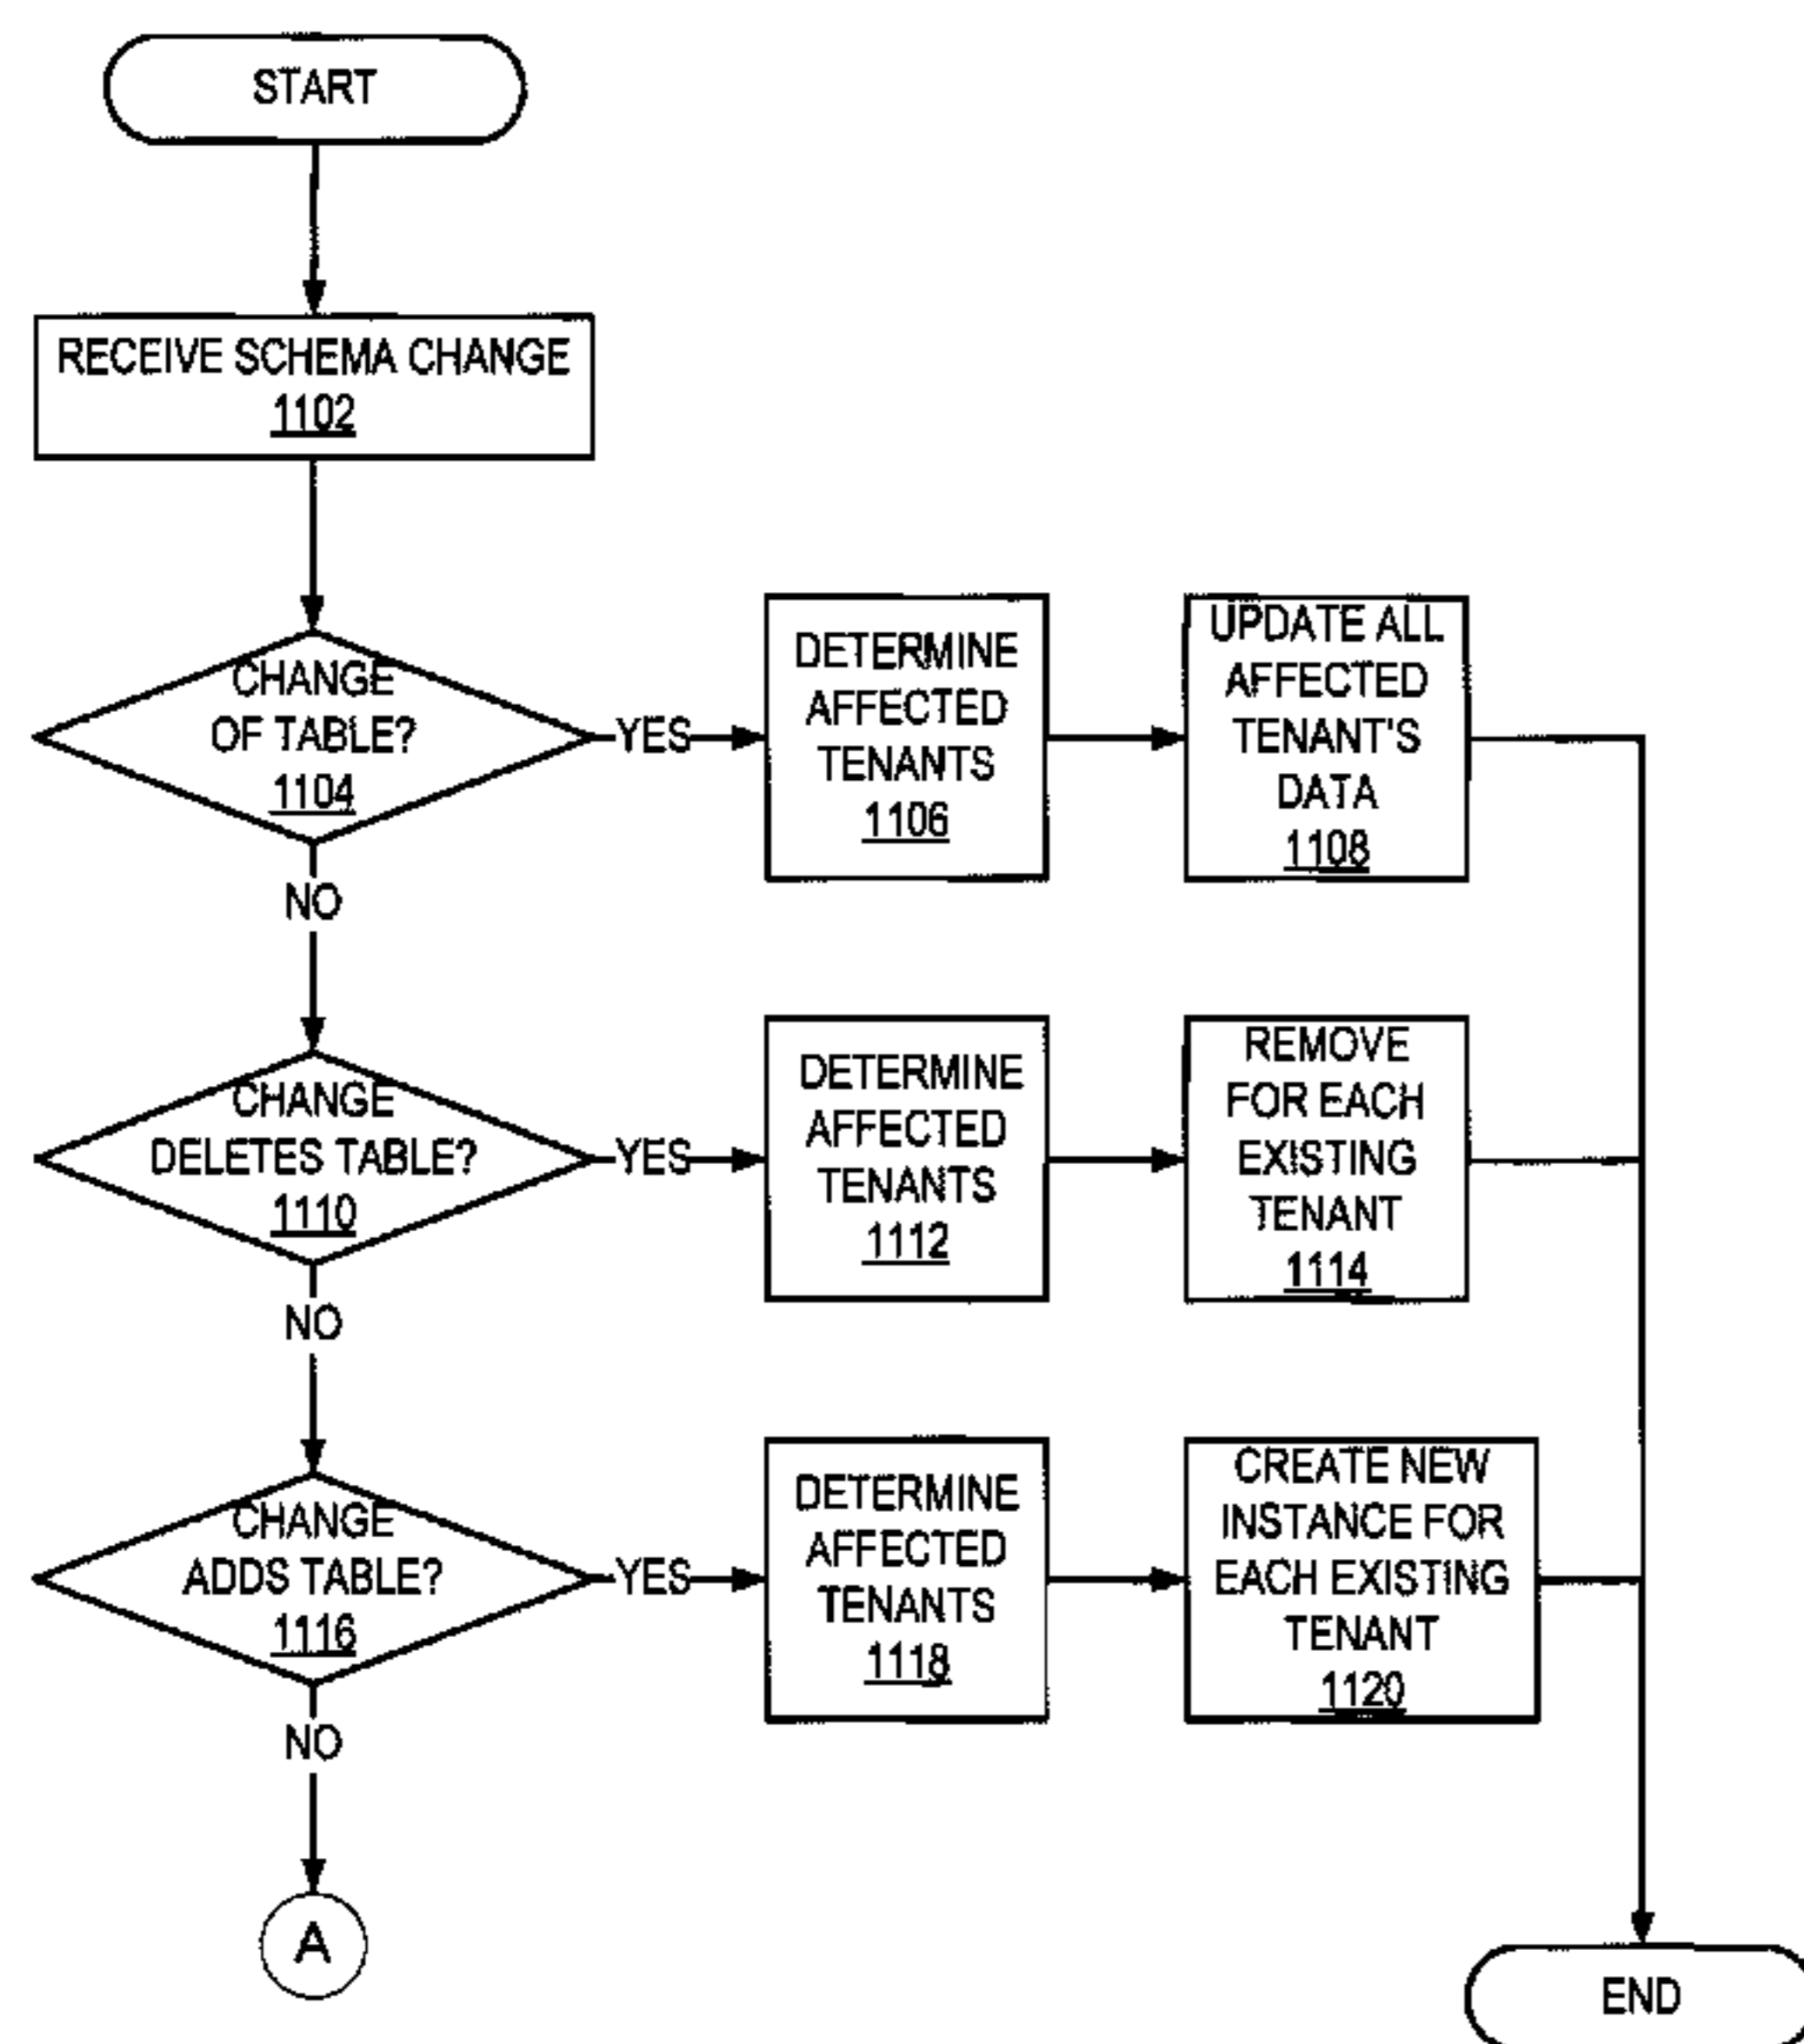 START
RECEIVE SCHEMA CHANGE
1102
CHANGE
OF TABLE?
1104
YES
DETERMINE
AFFECTED
TENANTS
1106
UPDATE ALL
AFFECTED
TENANT'S
DATA
1108
NO
CHANGE
DELETES TABLE?
1110
YES
DETERMINE
AFFECTED
TENANTS
1112
REMOVE
FOR EACH
EXISTING
TENANT
1114
NO
CHANGE
ADDS TABLE?
1116
YES
DETERMINE
AFFECTED
TENANTS
1118
CREATE NEW
INSTANCE FOR
EACH EXISTING
TENANT
1120
NO
A
END